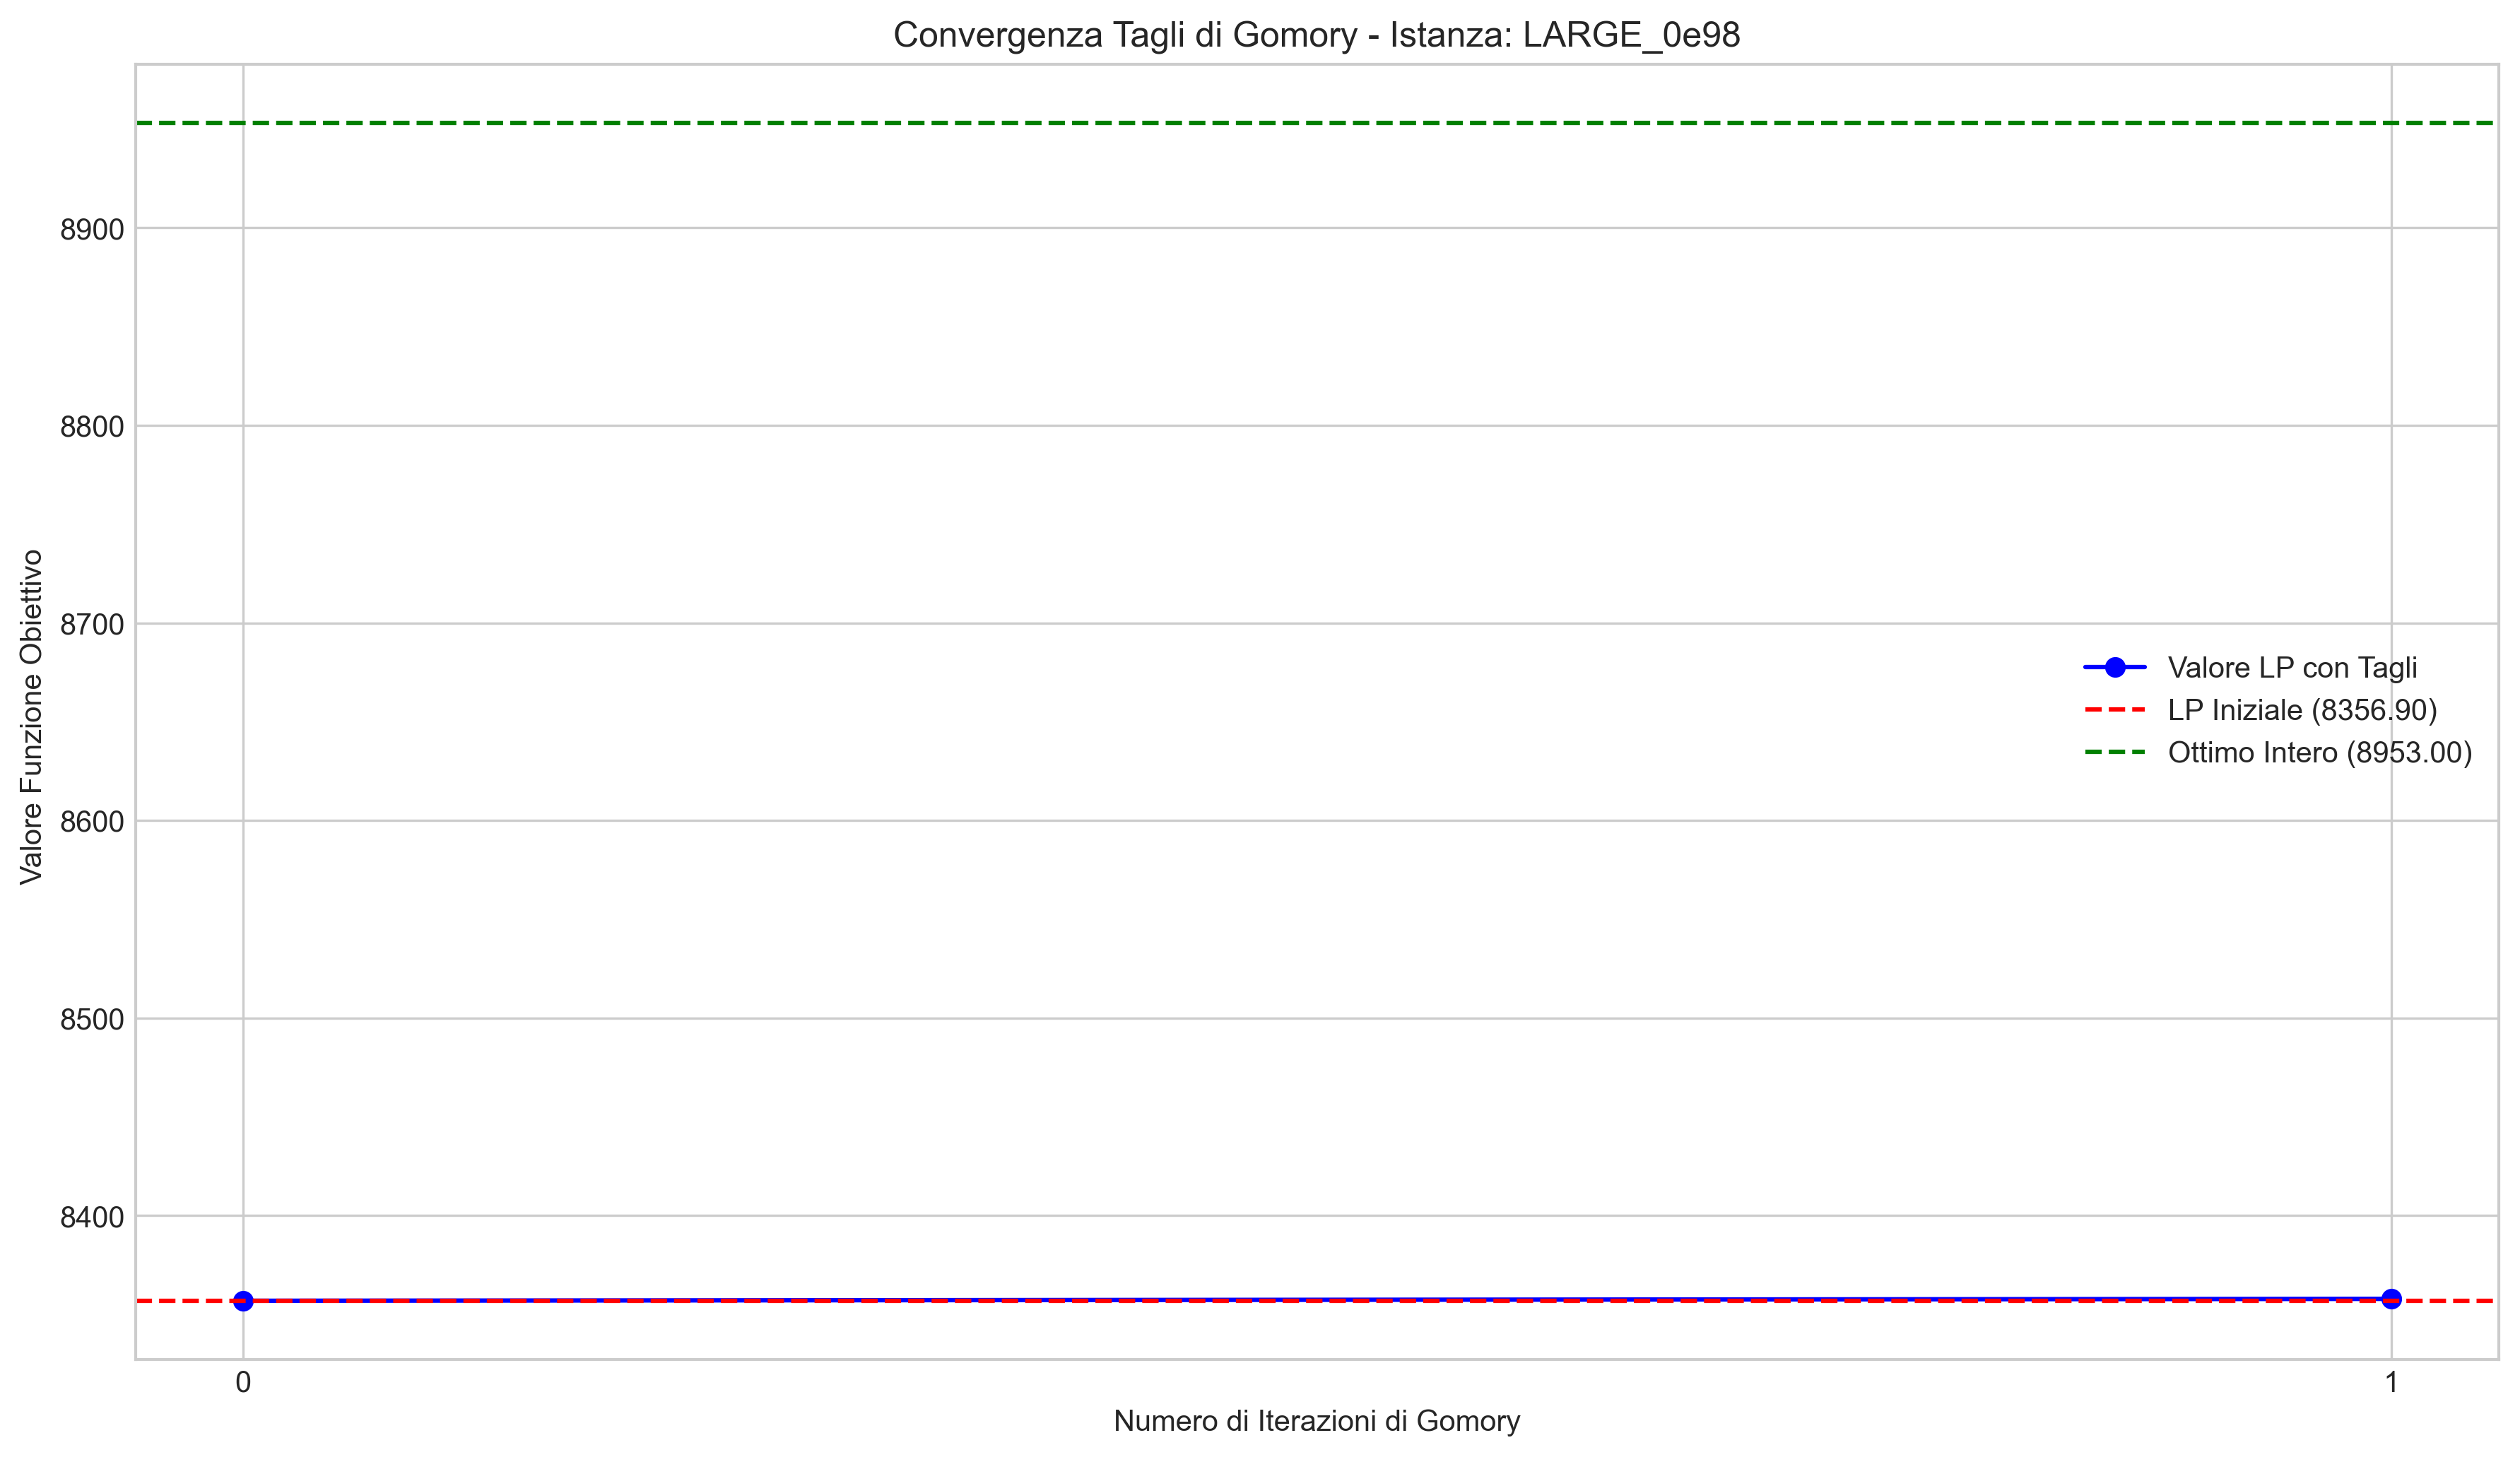 Convergenza Tagli di Gomory - Istanza: LARGE_0e98
Valore Funzione Obiettivo
8900
8800
8700
8600
8500
8400
Valore LP con Tagli
LP Iniziale (8356.90)
Ottimo Intero (8953.00)
0
1
Numero di Iterazioni di Gomory